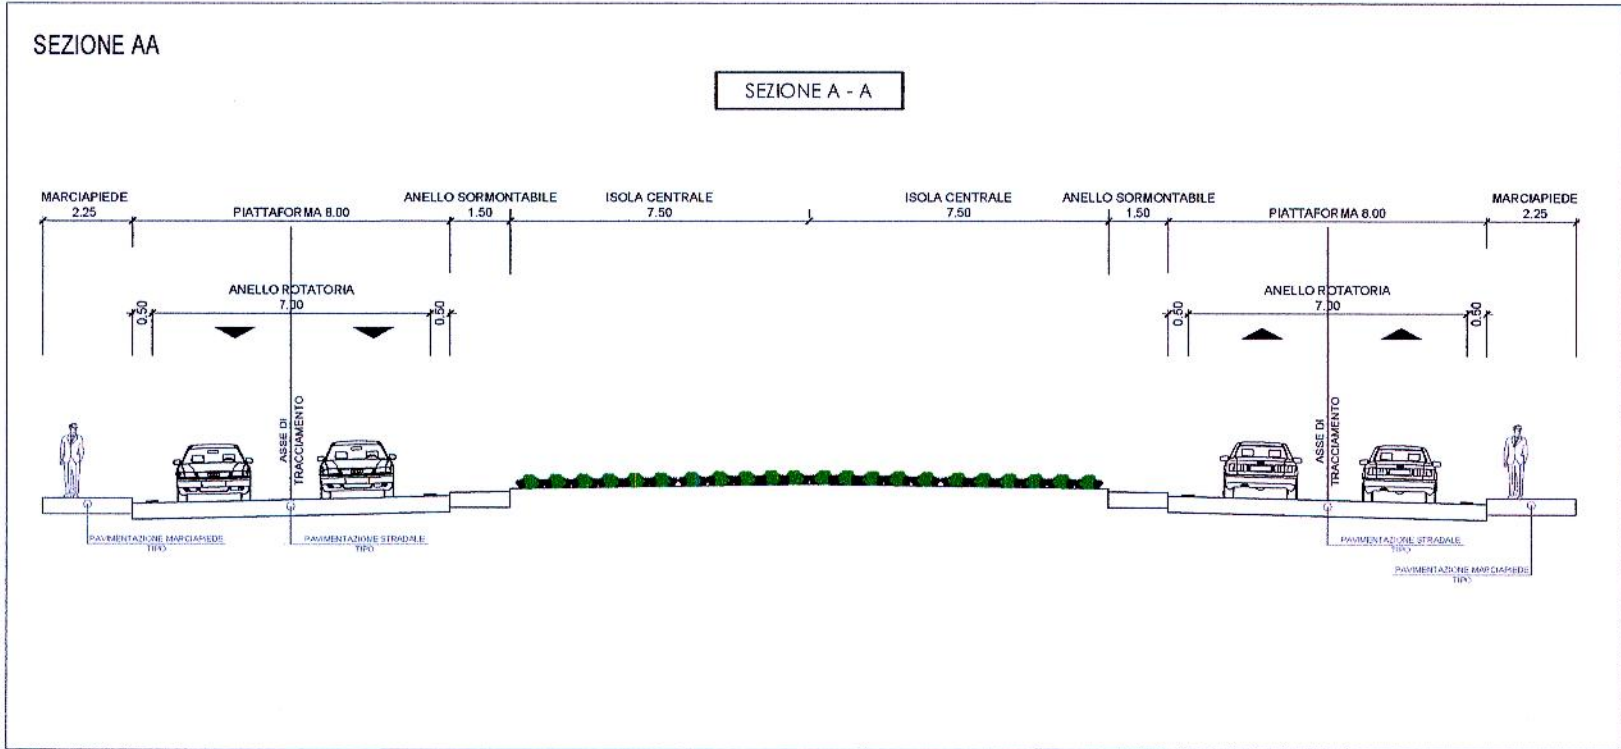 SEZIONE AA
SEZIONE A - A
MARCIAPIEDE
2.25
PIATTAFORMA 8.00
ANELLO SORMONTABILE
1.50
ISOLA CENTRALE
7.50
ISOLA CENTRALE
7.50
ANELLO SORMONTABILE
1.50
PIATTAFORMA 8.00
MARCIAPIEDE
2.25
ANELLO ROTATORIA
0.50
7.00
0.50
ANELLO ROTATORIA
0.50
7.00
0.50
ASSE DI
TRACCIAMENTO
ASSE DI
TRACCIAMENTO
PAVIMENTAZIONE MARCIAPIEDE
TIPO
PAVIMENTAZIONE STRADALE
TIPO
PAVIMENTAZIONE STRADALE
TIPO
PAVIMENTAZIONE MARCIAPIEDE
TIPO